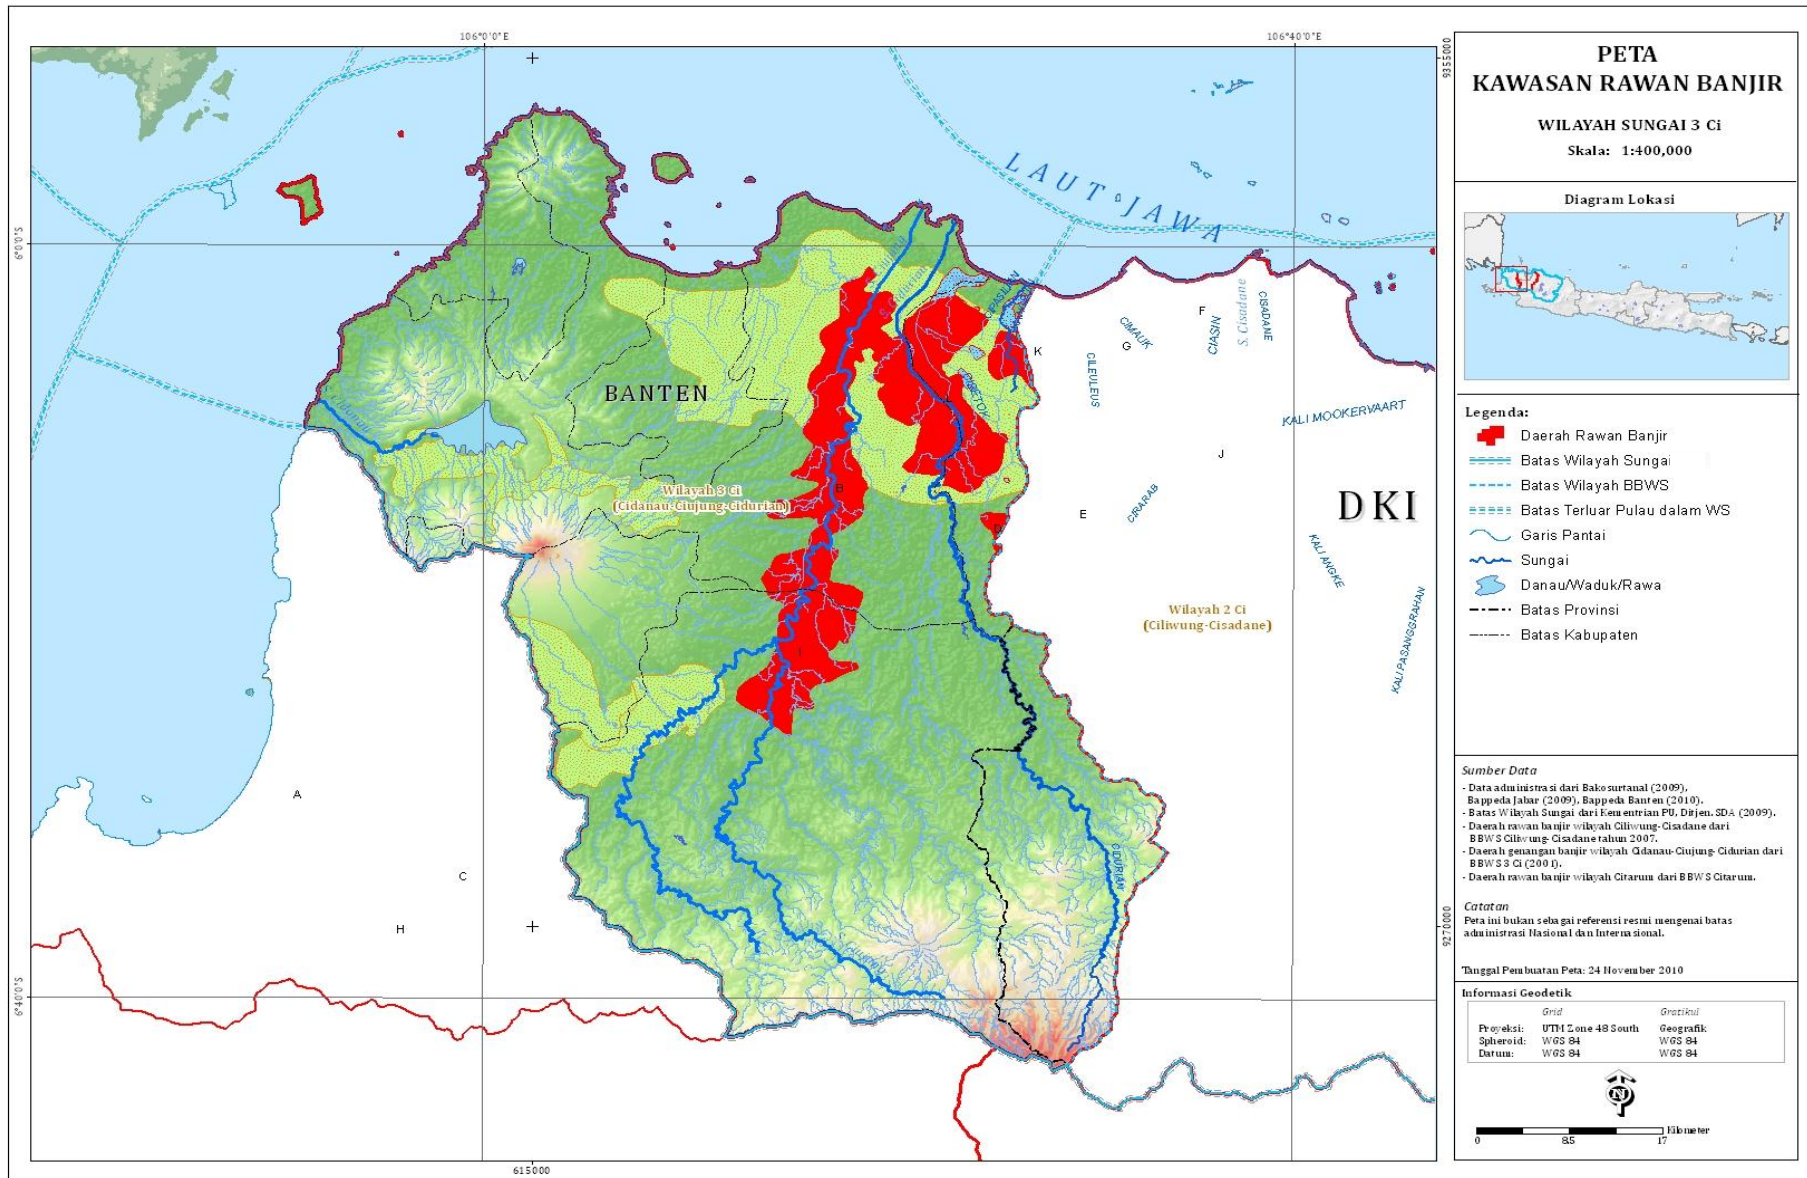 PETA
KAWASAN RAWAN BANJIR
WILAYAH SUNGAI 3 Ci
Skala: 1:400,000
Diagram Lokasi
Legenda:
Daerah Rawan Banjir
Batas Wilayah Sungai
Batas Wilayah BBWS
Batas Terluar Pulau dalam WS
Garis Pantai
Sungai
Danau/Waduk/Rawa
Batas Provinsi
Batas Kabupaten
Sumber Data
- Data administrasi dari Bakosurtanal (2009),
Bappeda Jabar (2009), Bappeda Banten (2010).
- Batas Wilayah Sungai dari Kementrian PU, Ditjen. SDA (2009).
- Daerah rawan banjir wilayah Ciliwung-Cisadane dari
BBWS Ciliwung-Cisadane tahun 2007.
- Daerah genangan banjir wilayah Cidanau-Ciujung-Cidurian dari
BBWS 3 Ci (2001).
- Daerah rawan banjir wilayah Citarum dari BBWS Citarum.
Catatan
Peta ini bukan sebagai referensi resmi mengenai batas
administrasi Nasional dan Internasional.
Tanggal Pembuatan Peta: 24 November 2010
Informasi Geodetik
Grid Gratikul
Proyeksi: UTM Zone 48 South Geografik
Spheroid: WGS 84 WGS 84
Datum: WGS 84 WGS 84
N
0 8.5 17 Kilometer
106°0'0"E
106°40'0"E
9355000
6°0'0"S
LAUT JAWA
BANTEN
Wilayah 3 Ci
(Cidanau-Ciujung-Cidurian)
F
CIMAUK
G
CIASIN
S. Cisadane
CISADANE
K
CILEULEUS
KALI MOOKERVAART
J
B
E
CIRARAB
DKI
D
KALI ANGKE
KALI PASANGGRAHAN
Wilayah 2 Ci
(Ciliwung-Cisadane)
I
A
C
H
CIDURIAN
9270000
6°40'0"S
615000